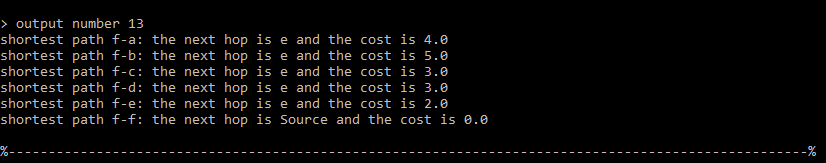 > output number 13
shortest path f-a: the next hop is e and the cost is 4.0
shortest path f-b: the next hop is e and the cost is 5.0
shortest path f-c: the next hop is e and the cost is 3.0
shortest path f-d: the next hop is e and the cost is 3.0
shortest path f-e: the next hop is e and the cost is 2.0
shortest path f-f: the next hop is Source and the cost is 0.0
%---------------------------------------------------------------------------------------------------%